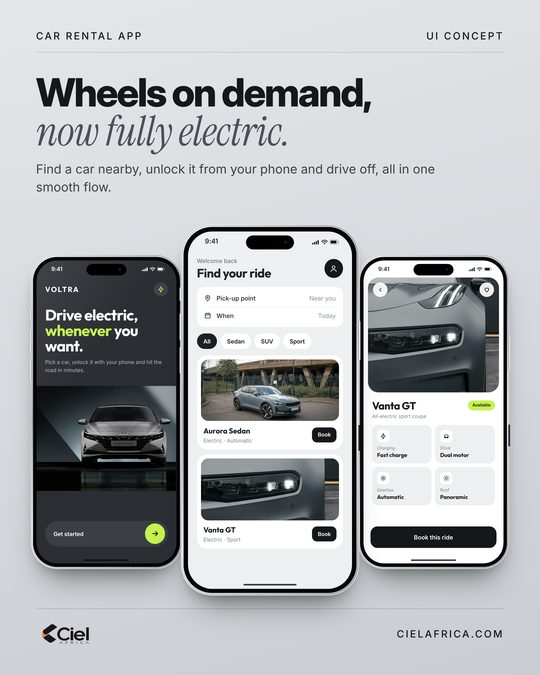 CAR RENTAL APP
UI CONCEPT
Wheels on demand,
now fully electric.
Find a car nearby, unlock it from your phone and drive off, all in one
smooth flow.
9:41
VOLTRA
Drive electric,
whenever you
want.
Pick a car, unlock it with your phone and hit the
road in minutes.
Get started
9:41
Welcome back
Find your ride
Pick-up point
Near you
When
Today
All
Sedan
SUV
Sport
Aurora Sedan
Electric · Automatic
Book
Vanta GT
Electric · Sport
Book
9:41
Vanta GT
Available
All-electric sport coupe
Charging
Fast charge
Drive
Dual motor
Gearbox
Automatic
Roof
Panoramic
Book this ride
Ciel
AFRICA
CIELAFRICA.COM